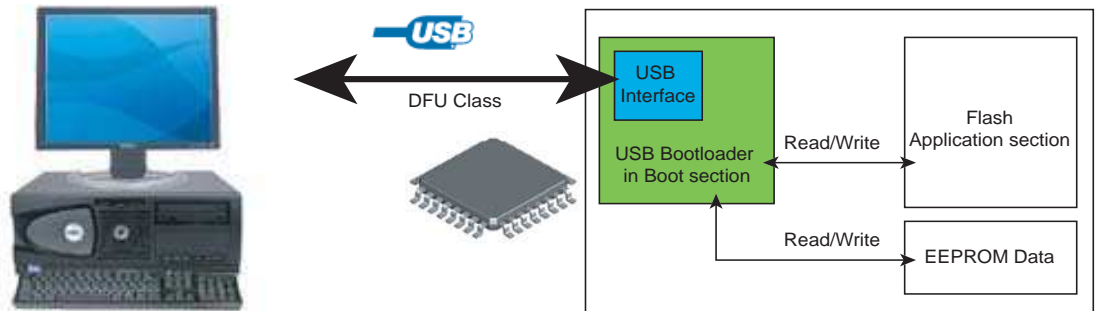 USB
DFU Class
USB
Interface
USB Bootloader
in Boot section
Read/Write
Flash
Application section
Read/Write
EEPROM Data